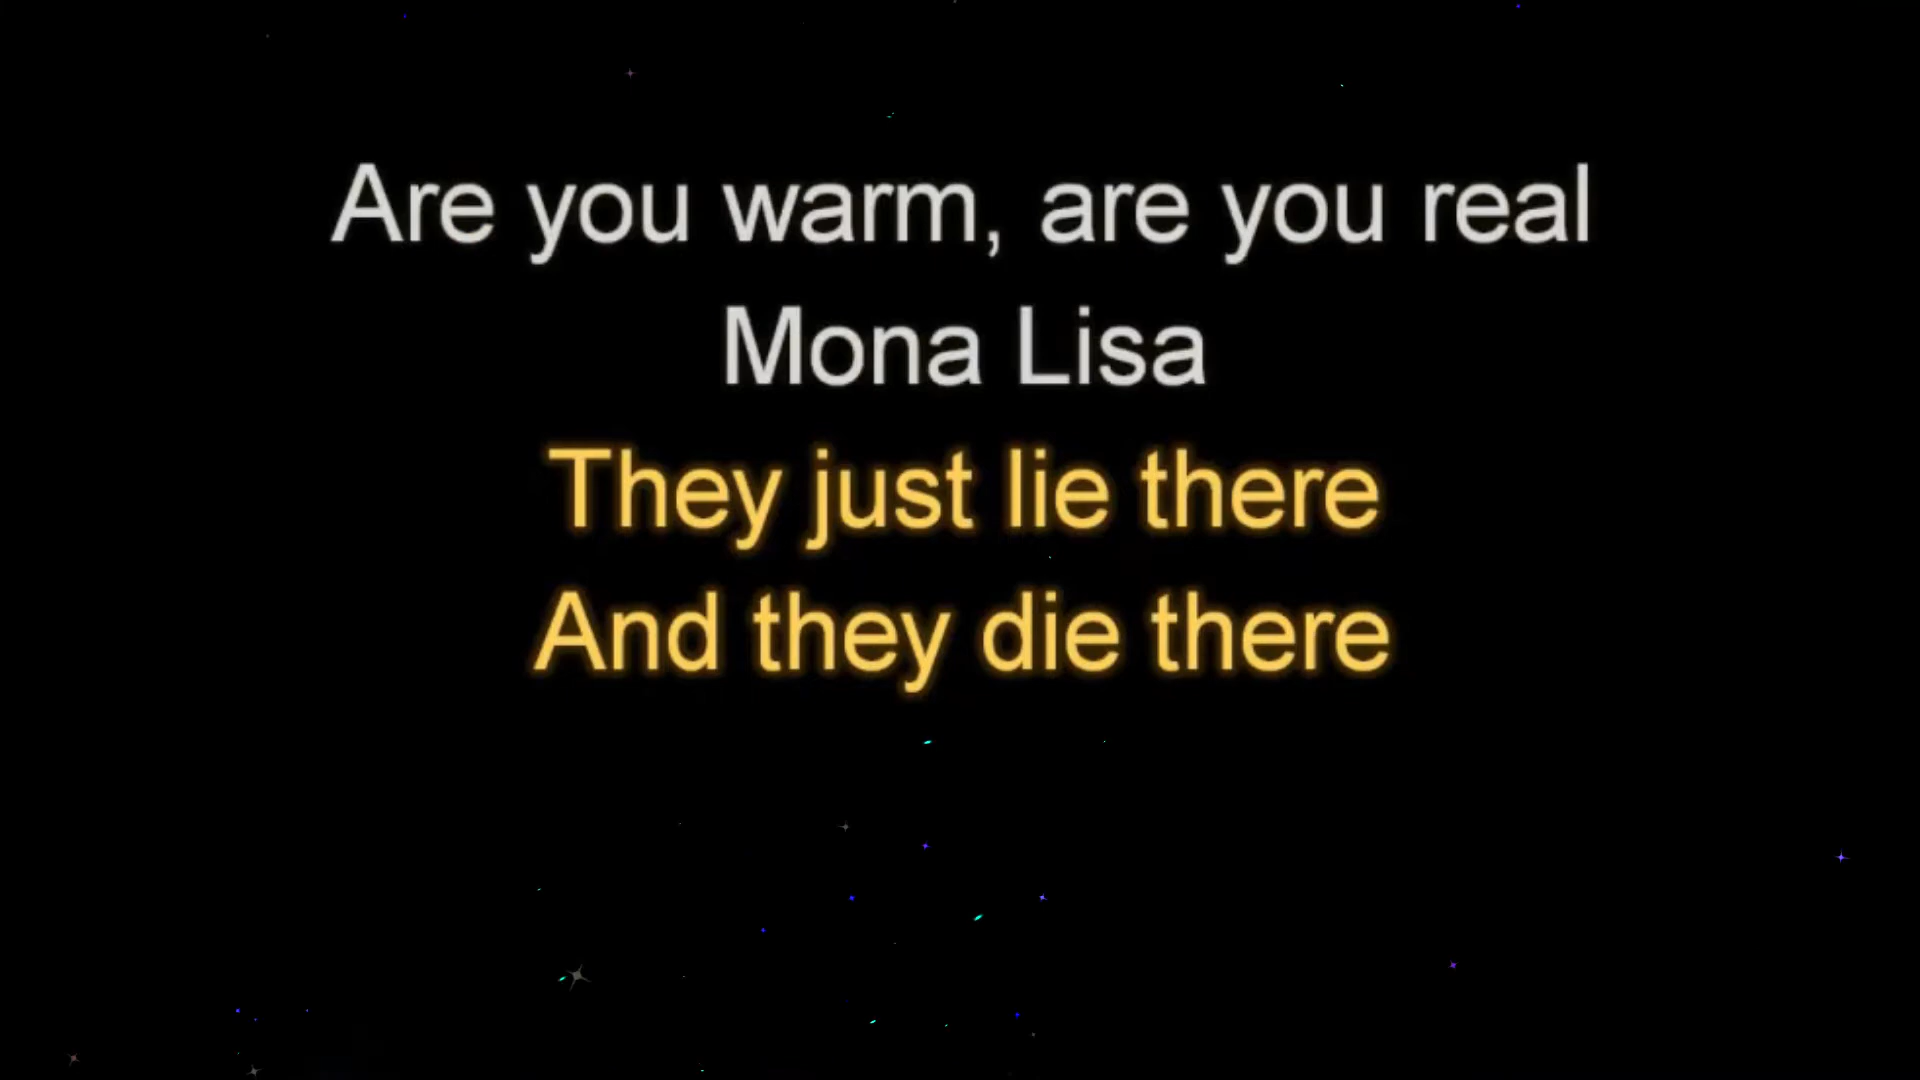 Are you warm, are you real
Mona Lisa
They just lie there
And they die there